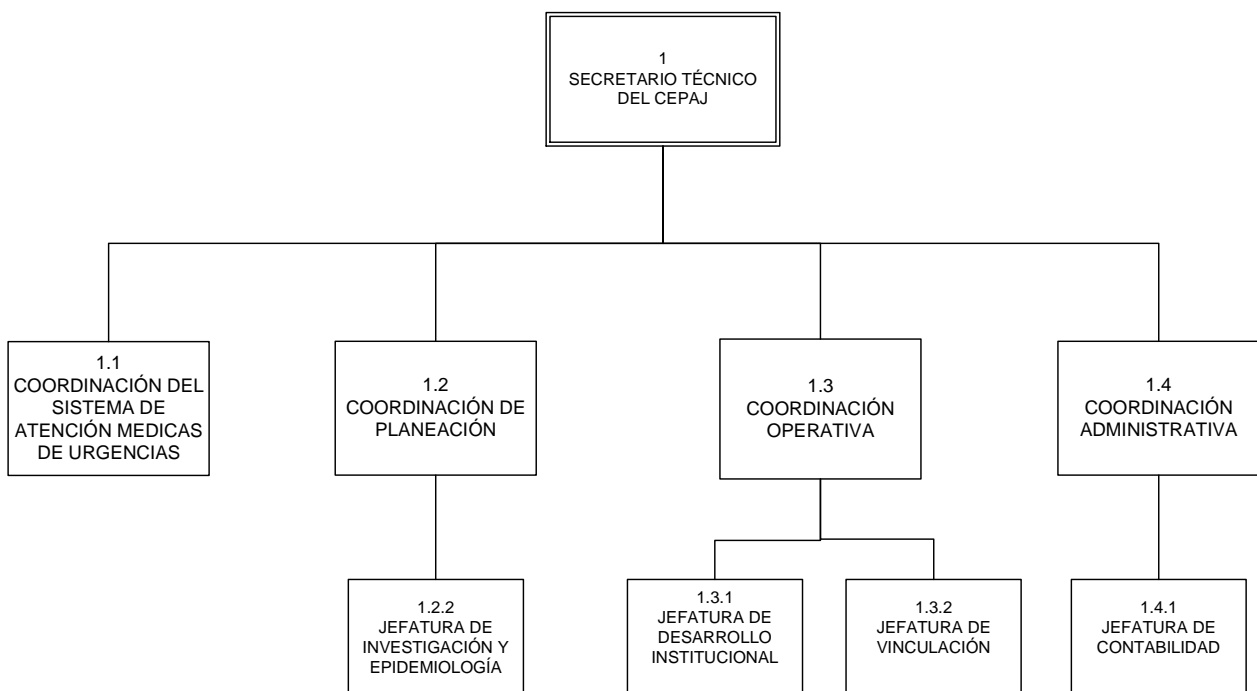 1
SECRETARIO TÉCNICO
DEL CEPAJ
1.1
COORDINACIÓN DEL
SISTEMA DE
ATENCIÓN MEDICAS
DE URGENCIAS
1.2
COORDINACIÓN DE
PLANEACIÓN
1.3
COORDINACIÓN
OPERATIVA
1.4
COORDINACIÓN
ADMINISTRATIVA
1.2.2
JEFATURA DE
INVESTIGACIÓN Y
EPIDEMIOLOGÍA
1.3.1
JEFATURA DE
DESARROLLO
INSTITUCIONAL
1.3.2
JEFATURA DE
VINCULACIÓN
1.4.1
JEFATURA DE
CONTABILIDAD